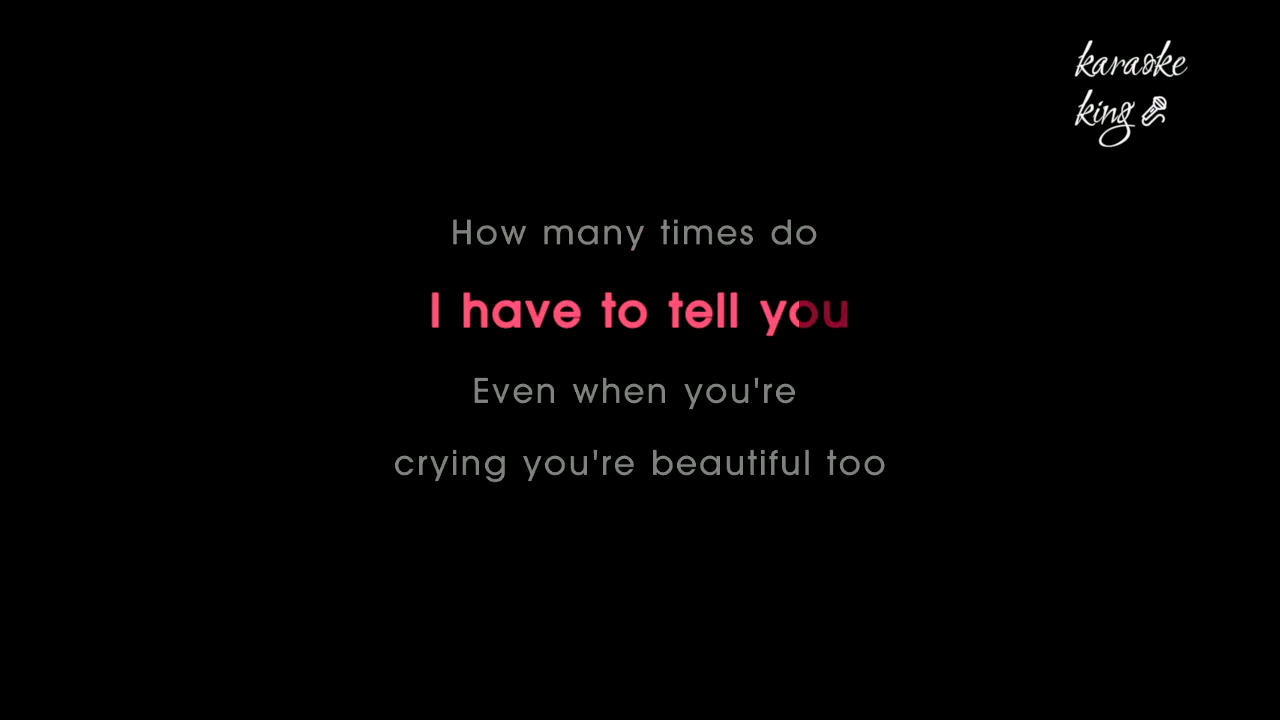 karaoke
king
How many times do
I have to tell you
Even when you're
crying you're beautiful too